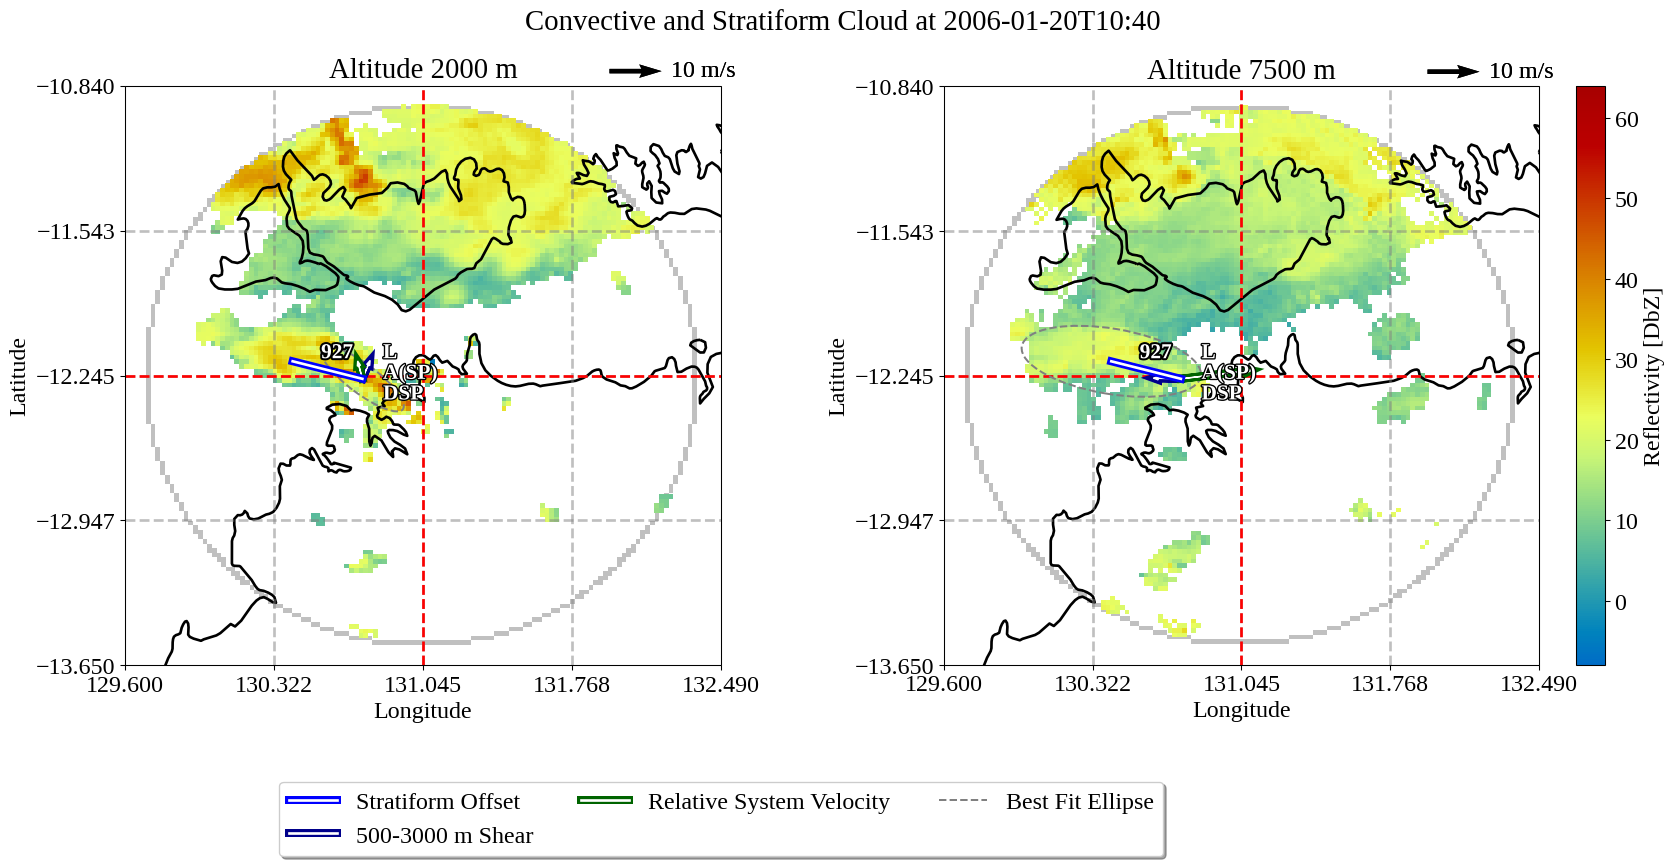 Convective and Stratiform Cloud at 2006-01-20T10:40
Altitude 2000 m
10 m/s
Altitude 7500 m
10 m/s
−10.840
−11.543
−12.245
−12.947
−13.650
Latitude
129.600
130.322
131.045
131.768
132.490
Longitude
927
L
A(SP)
DSP
−10.840
−11.543
−12.245
−12.947
−13.650
Latitude
129.600
130.322
131.045
131.768
132.490
Longitude
927
L
A(SP)
DSP
60
50
40
30
20
10
0
Reflectivity [DbZ]
Stratiform Offset
500-3000 m Shear
Relative System Velocity
Best Fit Ellipse